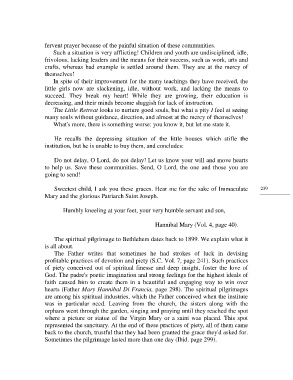 fervent prayer because of the painful situation of these communities.
Such a situation is very afflicting! Children and youth are undisciplined, idle,
frivolous, lacking leaders and the means for their success, such as work, arts and
crafts, whereas bad example is settled around them. They are at the mercy of
themselves!
In spite of their improvement for the many teachings they have received, the
little girls now are slackening, idle, without work, and lacking the means to
succeed. They break my heart! While they are growing, their education is
decreasing, and their minds become sluggish for lack of instruction.
The Little Retreat looks to nurture good souls, but what a pity I feel at seeing
many souls without guidance, direction, and almost at the mercy of themselves!
What's more, there is something worse: you know it, but let me state it.
He recalls the depressing situation of the little houses which stifle the
institution, but he is unable to buy them, and concludes:
Do not delay, O Lord, do not delay! Let us know your will and move hearts
to help us. Save these communities. Send, O Lord, the one and those you are
going to send!
Sweetest child, I ask you these graces. Hear me for the sake of Immaculate
Mary and the glorious Patriarch Saint Joseph.
239
Humbly kneeling at your feet, your very humble servant and son,
Hannibal Mary (Vol. 4, page 40).
The spiritual pilgrimage to Bethlehem dates back to 1899. We explain what it
is all about.
The Father writes that sometimes he had strokes of luck in devising
profitable practices of devotion and piety (S.C. Vol. 7, page 241). Such practices
of piety conceived out of spiritual finesse and deep insight, foster the love of
God. The padre's poetic imagination and strong feelings for the highest ideals of
faith caused him to create them in a beautiful and engaging way to win over
hearts (Father Mary Hannibal Di Francia, page 298). The spiritual pilgrimages
are among his spiritual industries, which the Father conceived when the institute
was in particular need. Leaving from the church, the sisters along with the
orphans went through the garden, singing and praying until they reached the spot
where a picture or statue of the Virgin Mary or a saint was placed. This spot
represented the sanctuary. At the end of these practices of piety, all of them came
back to the church, trustful that they had been granted the grace they'd asked for.
Sometimes the pilgrimage lasted more than one day (Ibid. page 299).